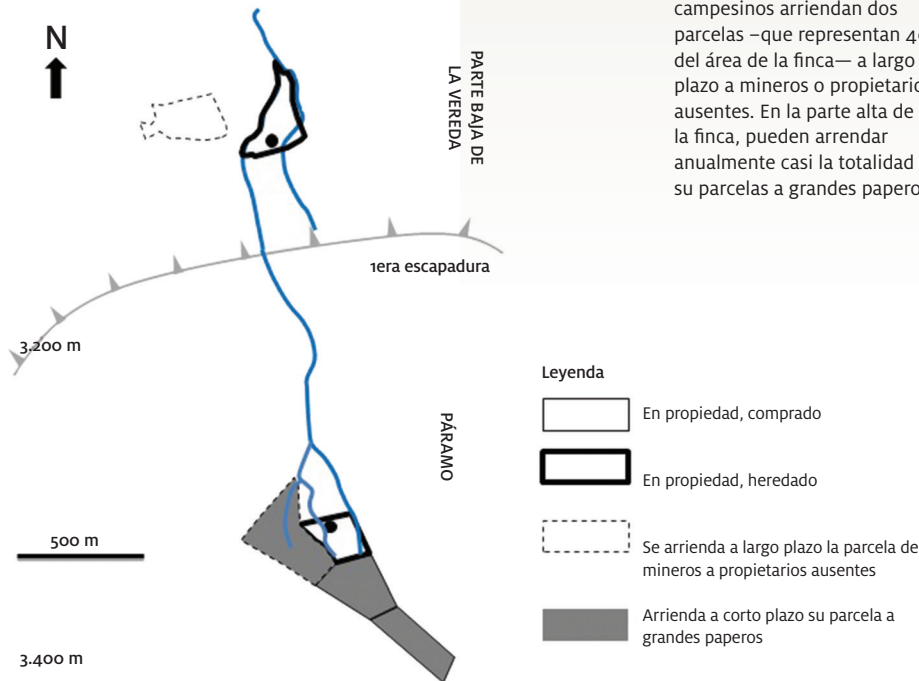 campesinos arriendan dos
parcelas –que representan
del área de la finca— a largo
plazo a mineros o
ausentes. En la parte alta de
la finca, pueden arrendar
anualmente casi la totalidad
su parcelas a grandes
N
PARTE BAJA DE
LA VEREDA
1era escapadura
3.200 m
PÁRAMO
500 m
3.400 m
Leyenda
En propiedad, comprado
En propiedad, heredado
Se arrienda a largo plazo la parcela de
mineros a propietarios ausentes
Arrienda a corto plazo su parcela a
grandes paperos